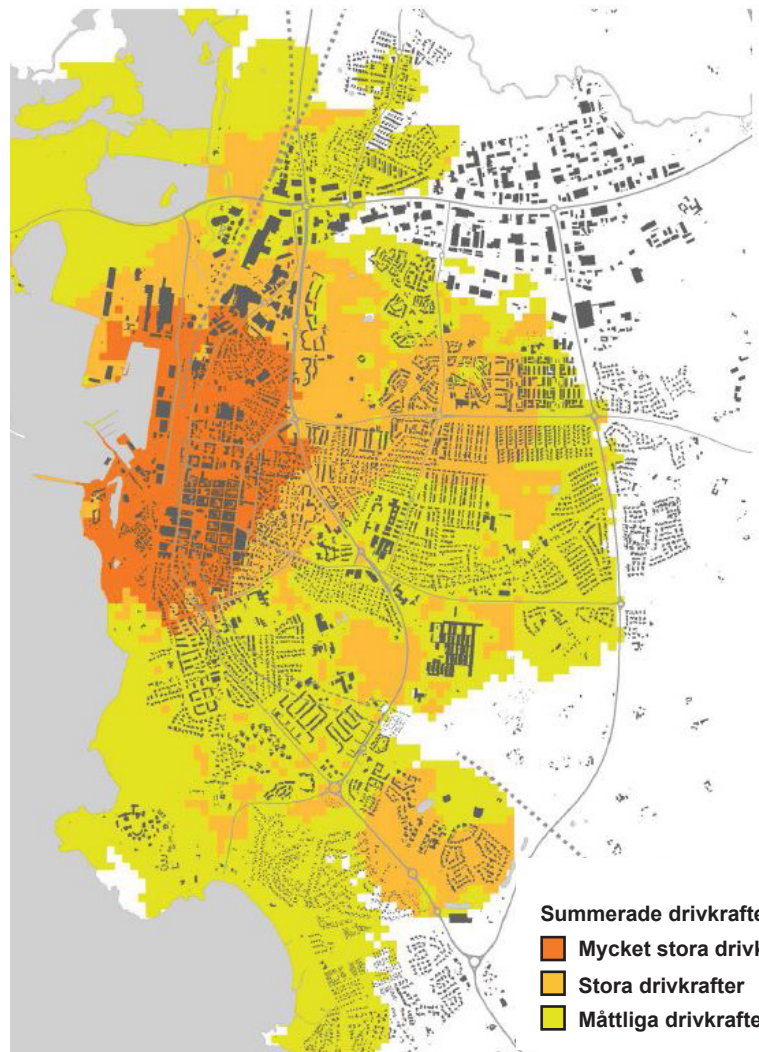 Summerade drivkrafte
Mycket stora drivk
Stora drivkrafter
Måttliga drivkrafte